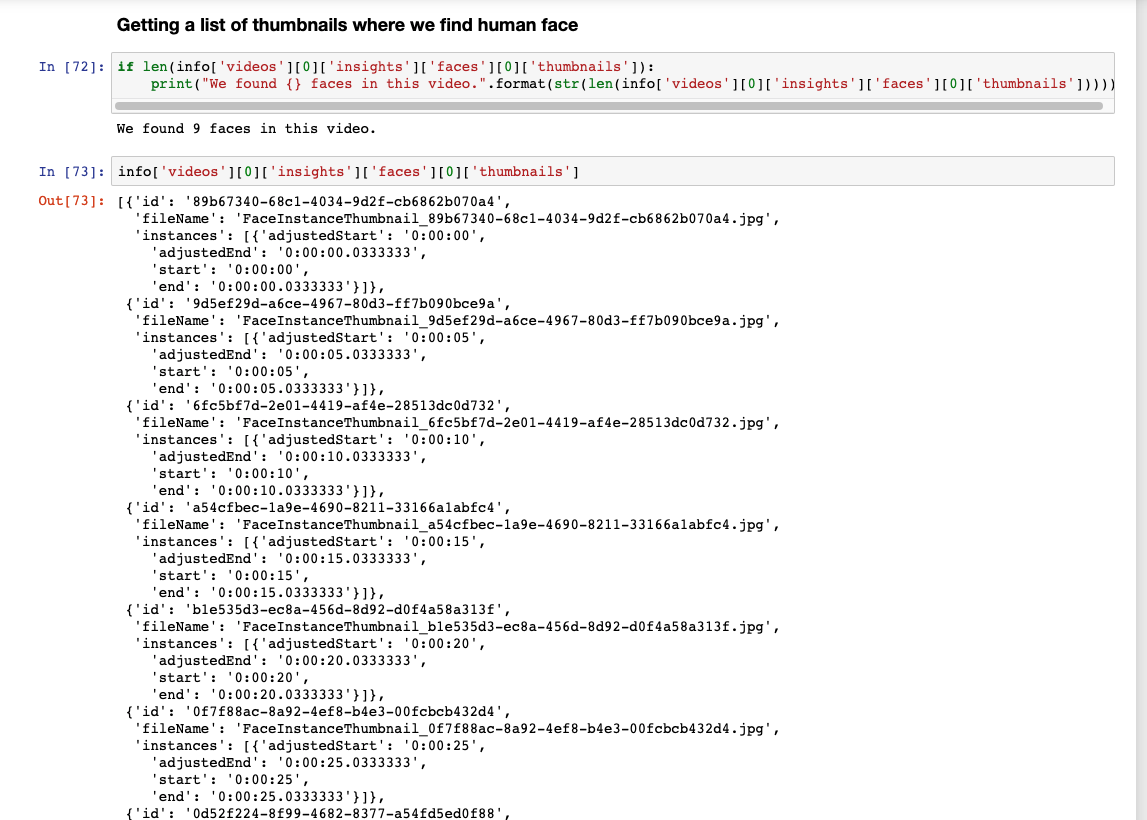 Getting a list of thumbnails where we find human face
In [72]: if len(info['videos'][0]['insights']['faces'][0]['thumbnails']):
print("We found {} faces in this video.".format(str(len(info['videos'][0]['insights']['faces'][0]['thumbnails']))))
We found 9 faces in this video.
In [73]: info['videos'][0]['insights']['faces'][0]['thumbnails']
Out[73]: [{'id': '89b67340-68c1-4034-9d2f-cb6862b070a4',
'fileName': 'FaceInstanceThumbnail_89b67340-68c1-4034-9d2f-cb6862b070a4.jpg',
'instances': [{'adjustedStart': '0:00:00',
'adjustedEnd': '0:00:00.0333333',
'start': '0:00:00',
'end': '0:00:00.0333333'}]},
{'id': '9d5ef29d-a6ce-4967-80d3-ff7b090bce9a',
'fileName': 'FaceInstanceThumbnail_9d5ef29d-a6ce-4967-80d3-ff7b090bce9a.jpg',
'instances': [{'adjustedStart': '0:00:05',
'adjustedEnd': '0:00:05.0333333',
'start': '0:00:05',
'end': '0:00:05.0333333'}]},
{'id': '6fc5bf7d-2e01-4419-af4e-28513dc0d732',
'fileName': 'FaceInstanceThumbnail_6fc5bf7d-2e01-4419-af4e-28513dc0d732.jpg',
'instances': [{'adjustedStart': '0:00:10',
'adjustedEnd': '0:00:10.0333333',
'start': '0:00:10',
'end': '0:00:10.0333333'}]},
{'id': 'a54cfbec-1a9e-4690-8211-33166a1abfc4',
'fileName': 'FaceInstanceThumbnail_a54cfbec-1a9e-4690-8211-33166a1abfc4.jpg',
'instances': [{'adjustedStart': '0:00:15',
'adjustedEnd': '0:00:15.0333333',
'start': '0:00:15',
'end': '0:00:15.0333333'}]},
{'id': 'b1e535d3-ec8a-456d-8d92-d0f4a58a313f',
'fileName': 'FaceInstanceThumbnail_b1e535d3-ec8a-456d-8d92-d0f4a58a313f.jpg',
'instances': [{'adjustedStart': '0:00:20',
'adjustedEnd': '0:00:20.0333333',
'start': '0:00:20',
'end': '0:00:20.0333333'}]},
{'id': '0f7f88ac-8a92-4ef8-b4e3-00fcbcb432d4',
'fileName': 'FaceInstanceThumbnail_0f7f88ac-8a92-4ef8-b4e3-00fcbcb432d4.jpg',
'instances': [{'adjustedStart': '0:00:25',
'adjustedEnd': '0:00:25.0333333',
'start': '0:00:25',
'end': '0:00:25.0333333'}]},
{'id': '0d52f224-8f99-4682-8377-a54fd5ed0f88',